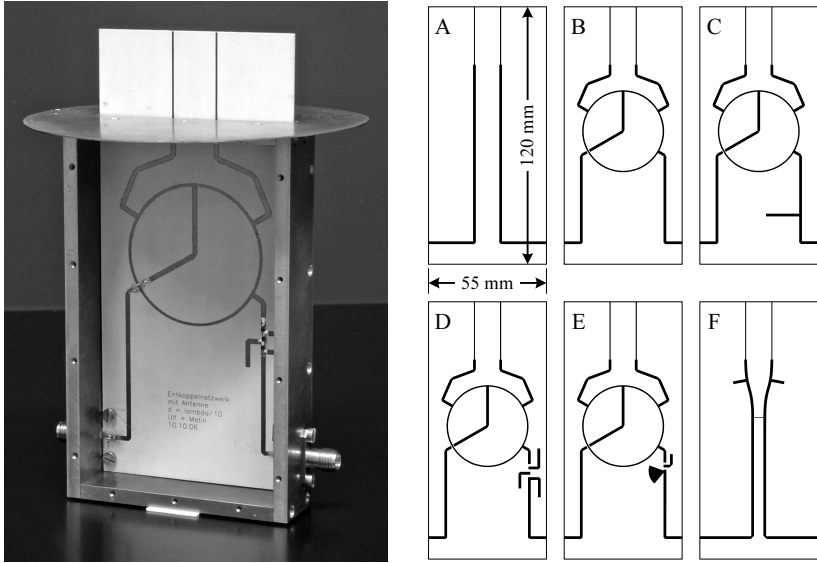 Entkoppelnetzwerk
mit Antenne
d = lambda/10
Ulf + Metin
10.10.06
A
B
C
120 mm
55 mm
D
E
F